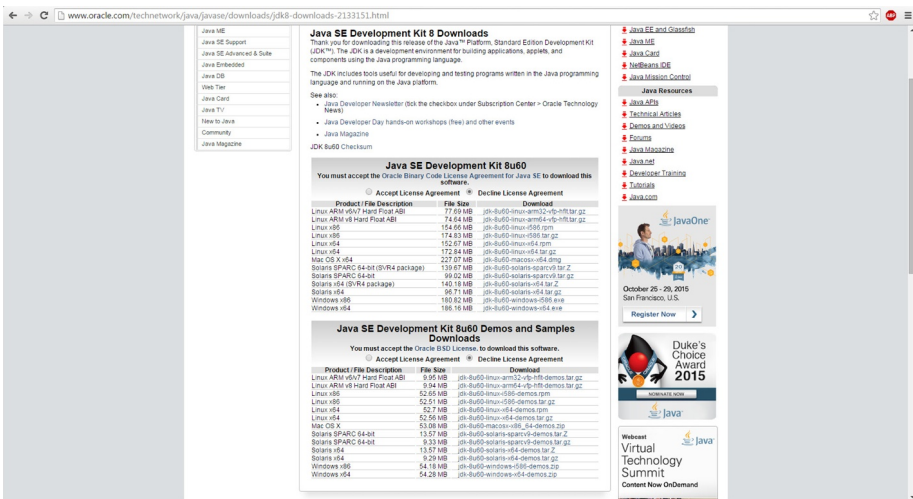 www.oracle.com/technetwork/java/javase/downloads/jdk8-downloads-2133151.html
Java ME
Java SE Support
Java SE Advanced & Suite
Java Embedded
Java DB
Web Tier
Java Card
Java TV
New to Java
Community
Java Magazine
Java SE Development Kit 8 Downloads
Thank you for downloading this release of the Java™ Platform, Standard Edition Development Kit
(JDK™). The JDK is a development environment for building applications, applets, and
components using the Java programming language.
The JDK includes tools useful for developing and testing programs written in the Java programming
language and running on the Java platform.
See also:
Java Developer Newsletter (tick the checkbox under Subscription Center > Oracle Technology
News)
Java Developer Day hands-on workshops (free) and other events
Java Magazine
JDK 8u60 Checksum
Java SE Development Kit 8u60
You must accept the Oracle Binary Code License Agreement for Java SE to download this
software.
Accept License Agreement Decline License Agreement
Product / File Description File Size Download
Linux ARM v6/v7 Hard Float ABI 77.69 MB jdk-8u60-linux-arm32-vfp-hflt.tar.gz
Linux ARM v8 Hard Float ABI 74.64 MB jdk-8u60-linux-arm64-vfp-hflt.tar.gz
Linux x86 154.66 MB jdk-8u60-linux-i586.rpm
Linux x86 174.83 MB jdk-8u60-linux-i586.tar.gz
Linux x64 152.67 MB jdk-8u60-linux-x64.rpm
Linux x64 172.84 MB jdk-8u60-linux-x64.tar.gz
Mac OS X x64 227.07 MB jdk-8u60-macosx-x64.dmg
Solaris SPARC 64-bit (SVR4 package) 139.67 MB jdk-8u60-solaris-sparcv9.tar.Z
Solaris SPARC 64-bit 99.02 MB jdk-8u60-solaris-sparcv9.tar.gz
Solaris x64 (SVR4 package) 140.18 MB jdk-8u60-solaris-x64.tar.Z
Solaris x64 96.71 MB jdk-8u60-solaris-x64.tar.gz
Windows x86 180.82 MB jdk-8u60-windows-i586.exe
Windows x64 186.16 MB jdk-8u60-windows-x64.exe
Java SE Development Kit 8u60 Demos and Samples
Downloads
You must accept the Oracle BSD License. to download this software.
Accept License Agreement Decline License Agreement
Product / File Description File Size Download
Linux ARM v6/v7 Hard Float ABI 9.95 MB jdk-8u60-linux-arm32-vfp-hflt-demos.tar.gz
Linux ARM v8 Hard Float ABI 9.94 MB jdk-8u60-linux-arm64-vfp-hflt-demos.tar.gz
Linux x86 52.65 MB jdk-8u60-linux-i586-demos.rpm
Linux x86 52.51 MB jdk-8u60-linux-i586-demos.tar.gz
Linux x64 52.7 MB jdk-8u60-linux-x64-demos.rpm
Linux x64 52.56 MB jdk-8u60-linux-x64-demos.tar.gz
Mac OS X 53.08 MB jdk-8u60-macosx-x86_64-demos.zip
Solaris SPARC 64-bit 13.57 MB jdk-8u60-solaris-sparcv9-demos.tar.Z
Solaris SPARC 64-bit 9.33 MB jdk-8u60-solaris-sparcv9-demos.tar.gz
Solaris x64 13.57 MB jdk-8u60-solaris-x64-demos.tar.Z
Solaris x64 9.29 MB jdk-8u60-solaris-x64-demos.tar.gz
Windows x86 54.18 MB jdk-8u60-windows-i586-demos.zip
Windows x64 54.28 MB jdk-8u60-windows-x64-demos.zip
Java EE and Glassfish
Java ME
Java Card
NetBeans IDE
Java Mission Control
Java Resources
Java APIs
Technical Articles
Demos and Videos
Forums
Java Magazine
Java.net
Developer Training
Tutorials
Java.com
JavaOne
20
October 25 - 29, 2015
San Francisco, U.S.
Register Now
Duke's
Choice
Award
2015
NOMINATE NOW
Java
Webcast
Java
Virtual
Technology
Summit
Content Now OnDemand